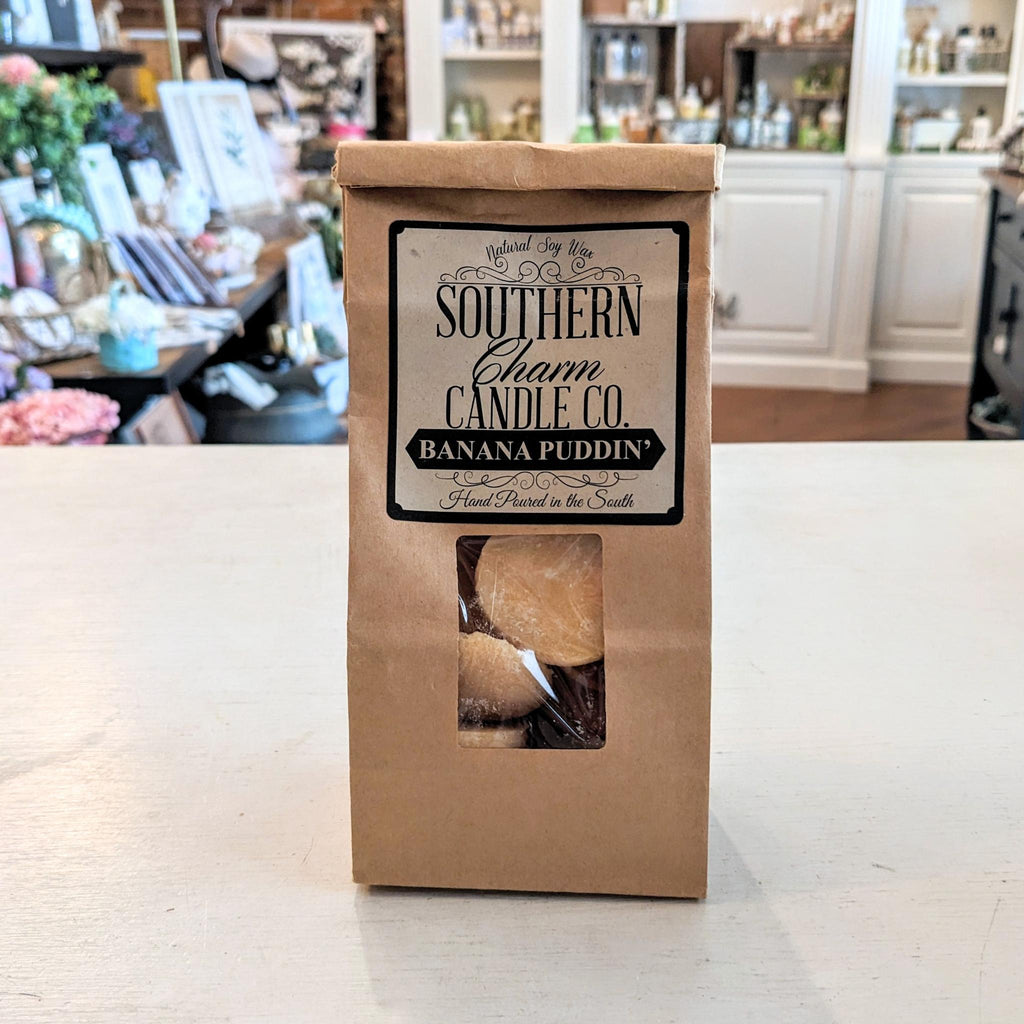 Natural Soy Wax
SOUTHERN
Charm
CANDLE CO.
BANANA PUDDIN'
Hand Poured in the South